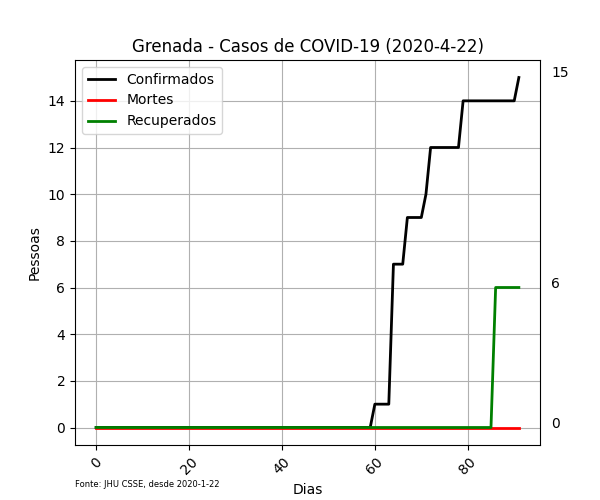 Grenada - Casos de COVID-19 (2020-4-22)
Confirmados
Mortes
Recuperados
15
14
12
10
8
6
6
4
2
0
0
Pessoas
0
20
40
60
80
Dias
Fonte: JHU CSSE, desde 2020-1-22